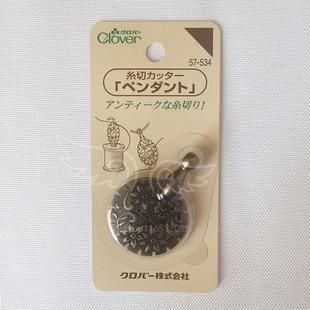 クロバー
Clover
57-534
糸切カッター
「ペンダント」
アンティークな糸切り!
クロバー株式会社